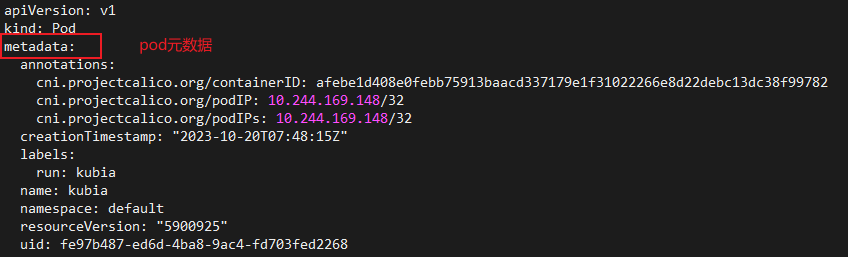 apiVersion: v1
kind: Pod
metadata: pod元数据
  annotations:
    cni.projectcalico.org/containerID: afebe1d408e0febb75913baacd337179e1f31022266e8d22debc13dc38f99782
    cni.projectcalico.org/podIP: 10.244.169.148/32
    cni.projectcalico.org/podIPs: 10.244.169.148/32
  creationTimestamp: "2023-10-20T07:48:15Z"
  labels:
    run: kubia
  name: kubia
  namespace: default
  resourceVersion: "5900925"
  uid: fe97b487-ed6d-4ba8-9ac4-fd703fed2268